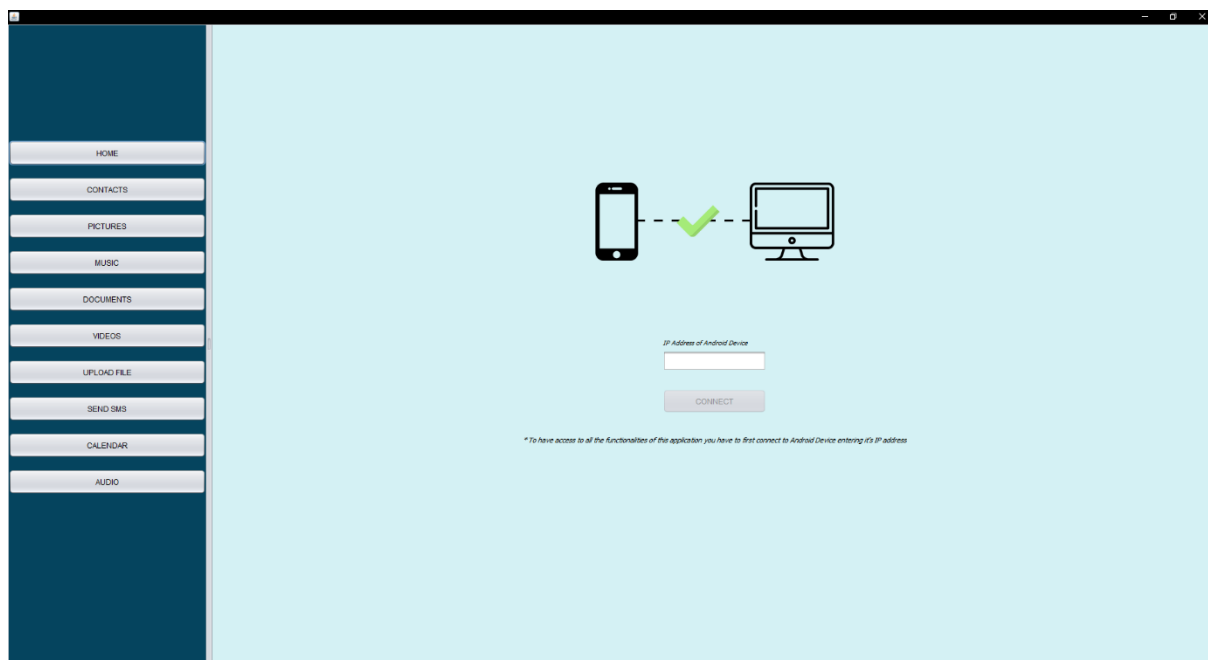 HOME
CONTACTS
PICTURES
MUSIC
DOCUMENTS
VIDEOS
UPLOAD FILE
SEND SMS
CALENDAR
AUDIO
IP Address of Android Device
CONNECT
* To have access to all the functionalities of this application you have to first connect to Android Device entering it's IP address